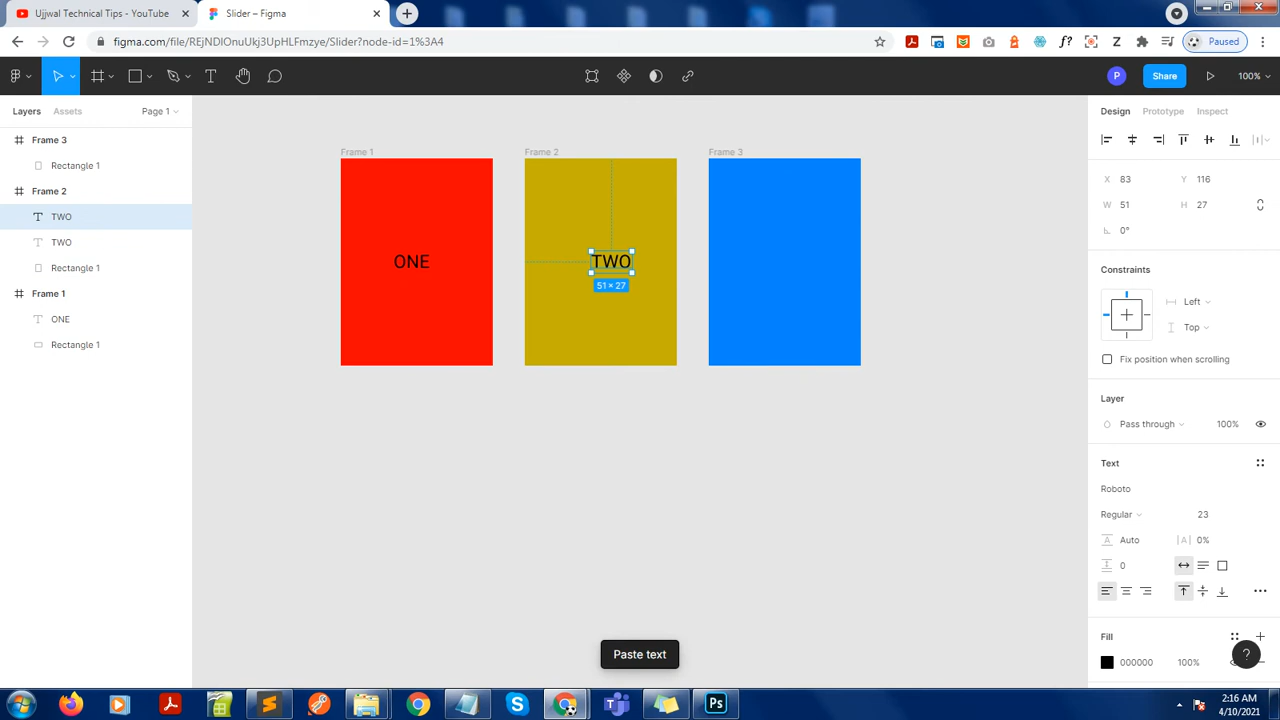 Ujjwal Technical Tips - YouTube
Slider – Figma
figma.com/file/REjNDIOnuUkj3UpHLFmzye/Slider?node-id=1%3A4
Paused
P
Share
100%
Layers
Assets
Page 1
Frame 3
Rectangle 1
Frame 2
TWO
TWO
Rectangle 1
Frame 1
ONE
Rectangle 1
Frame 1
Frame 2
Frame 3
ONE
TWO
51 × 27
Paste text
Design
Prototype
Inspect
X 83
Y 116
W 51
H 27
0°
Constraints
Left
Top
Fix position when scrolling
Layer
Pass through
100%
Text
Roboto
Regular
23
Auto
|A| 0%
0
Fill
000000
100%
?
2:16 AM
4/10/2021